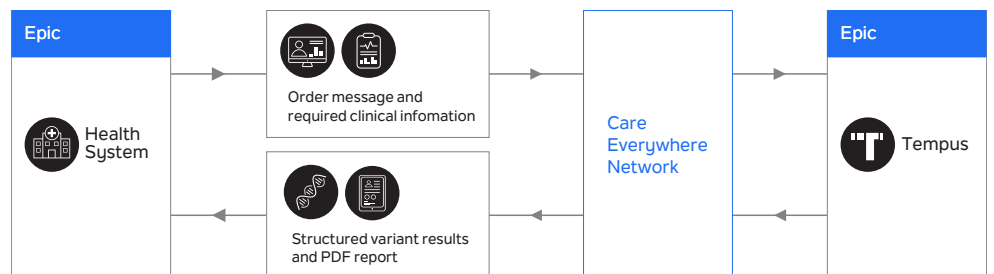 Epic
Health
System
Order message and
required clinical infomation
Structured variant results
and PDF report
Care
Everywhere
Network
Epic
Tempus